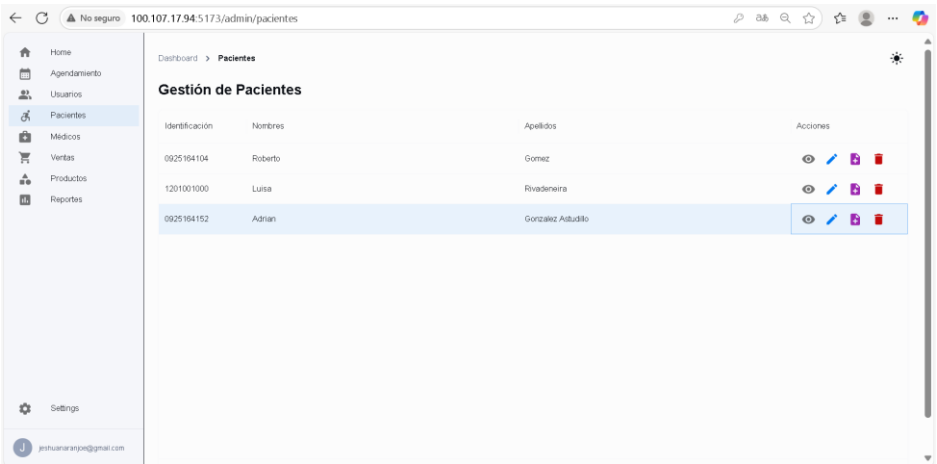 No seguro 100.107.17.94:5173/admin/pacientes
Home
Agendamiento
Usuarios
Pacientes
Médicos
Ventas
Productos
Reportes
Settings
J jeshuanaranjoe@gmail.com
Dashboard > Pacientes
Gestión de Pacientes
Identificación Nombres Apellidos Acciones
0925164104 Roberto Gomez
1201001000 Luisa Rivadeneira
0925164152 Adrian Gonzalez Astudillo